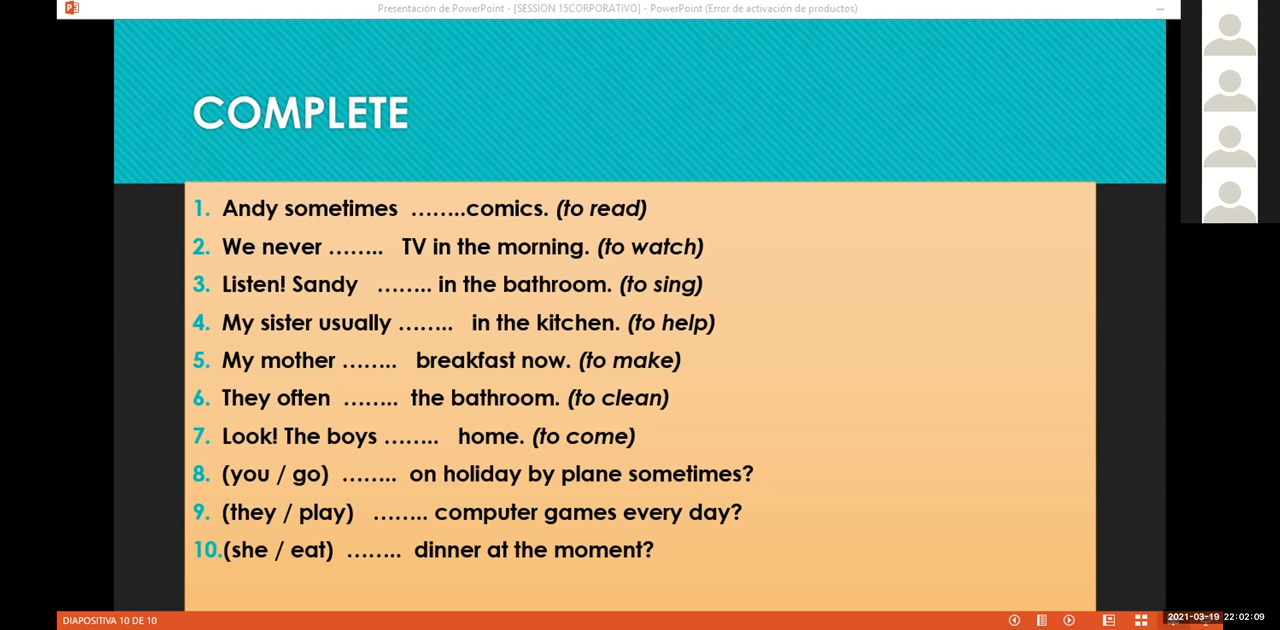 Presentación de PowerPoint - [SESSION 15CORPORATIVO] - PowerPoint (Error de activación de productos)
COMPLETE
1. Andy sometimes ........comics. (to read)
2. We never ........ TV in the morning. (to watch)
3. Listen! Sandy ........ in the bathroom. (to sing)
4. My sister usually ........ in the kitchen. (to help)
5. My mother ........ breakfast now. (to make)
6. They often ........ the bathroom. (to clean)
7. Look! The boys ........ home. (to come)
8. (you / go) ........ on holiday by plane sometimes?
9. (they / play) ........ computer games every day?
10.(she / eat) ........ dinner at the moment?
DIAPOSITIVA 10 DE 10
2021-03-19 22:02:09